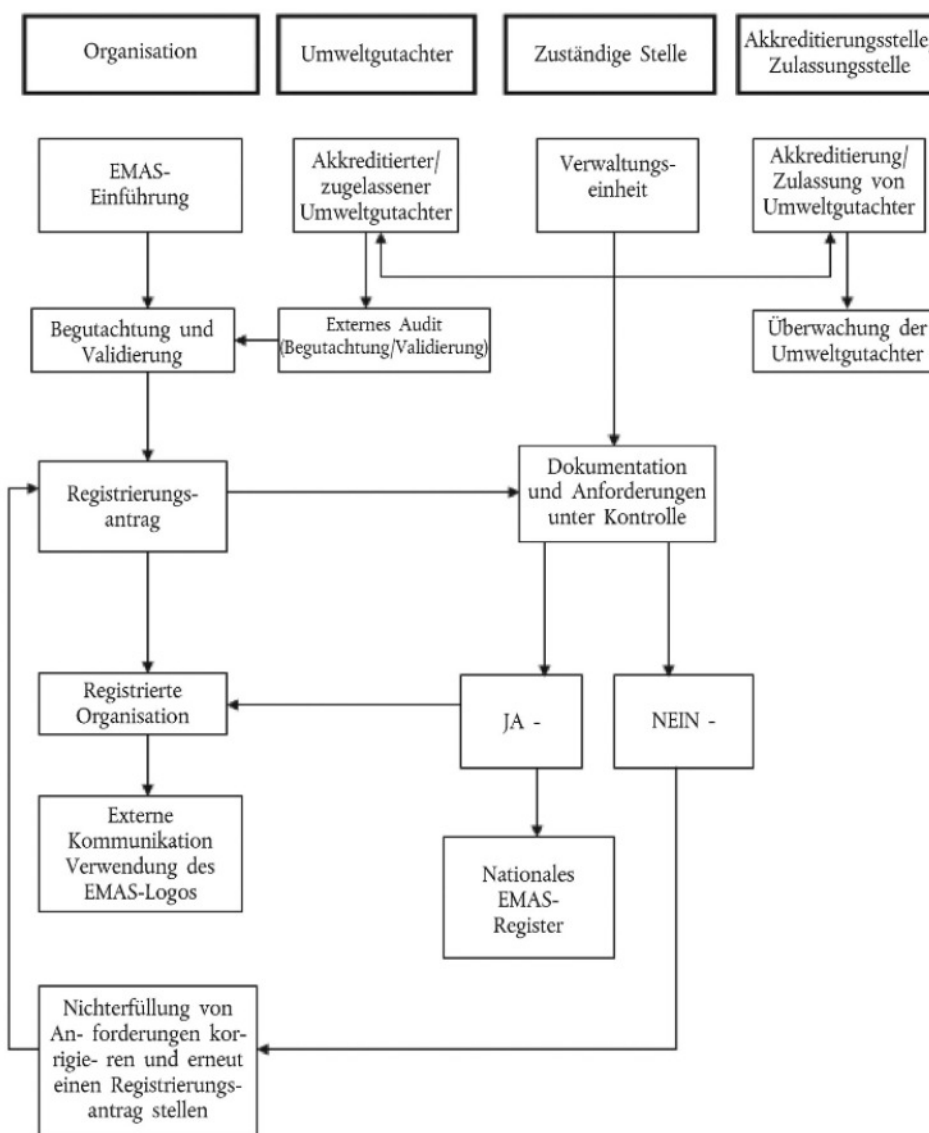 Organisation
Umweltgutachter
Zuständige Stelle
Akkreditierungsstelle,
Zulassungsstelle
EMAS-
Einführung
Akkreditierter/
zugelassener
Umweltgutachter
Verwaltungs-
einheit
Akkreditierung/
Zulassung von
Umweltgutachter
Begutachtung und
Validierung
Externes Audit
(Begutachtung/Validierung)
Überwachung der
Umweltgutachter
Registrierungs-
antrag
Dokumentation
und Anforderungen
unter Kontrolle
Registrierte
Organisation
JA -
NEIN -
Externe
Kommunikation
Verwendung des
EMAS-Logos
Nationales
EMAS-
Register
Nichterfüllung von
An- forderungen kor-
rigie- ren und erneut
einen Registrierungs-
antrag stellen